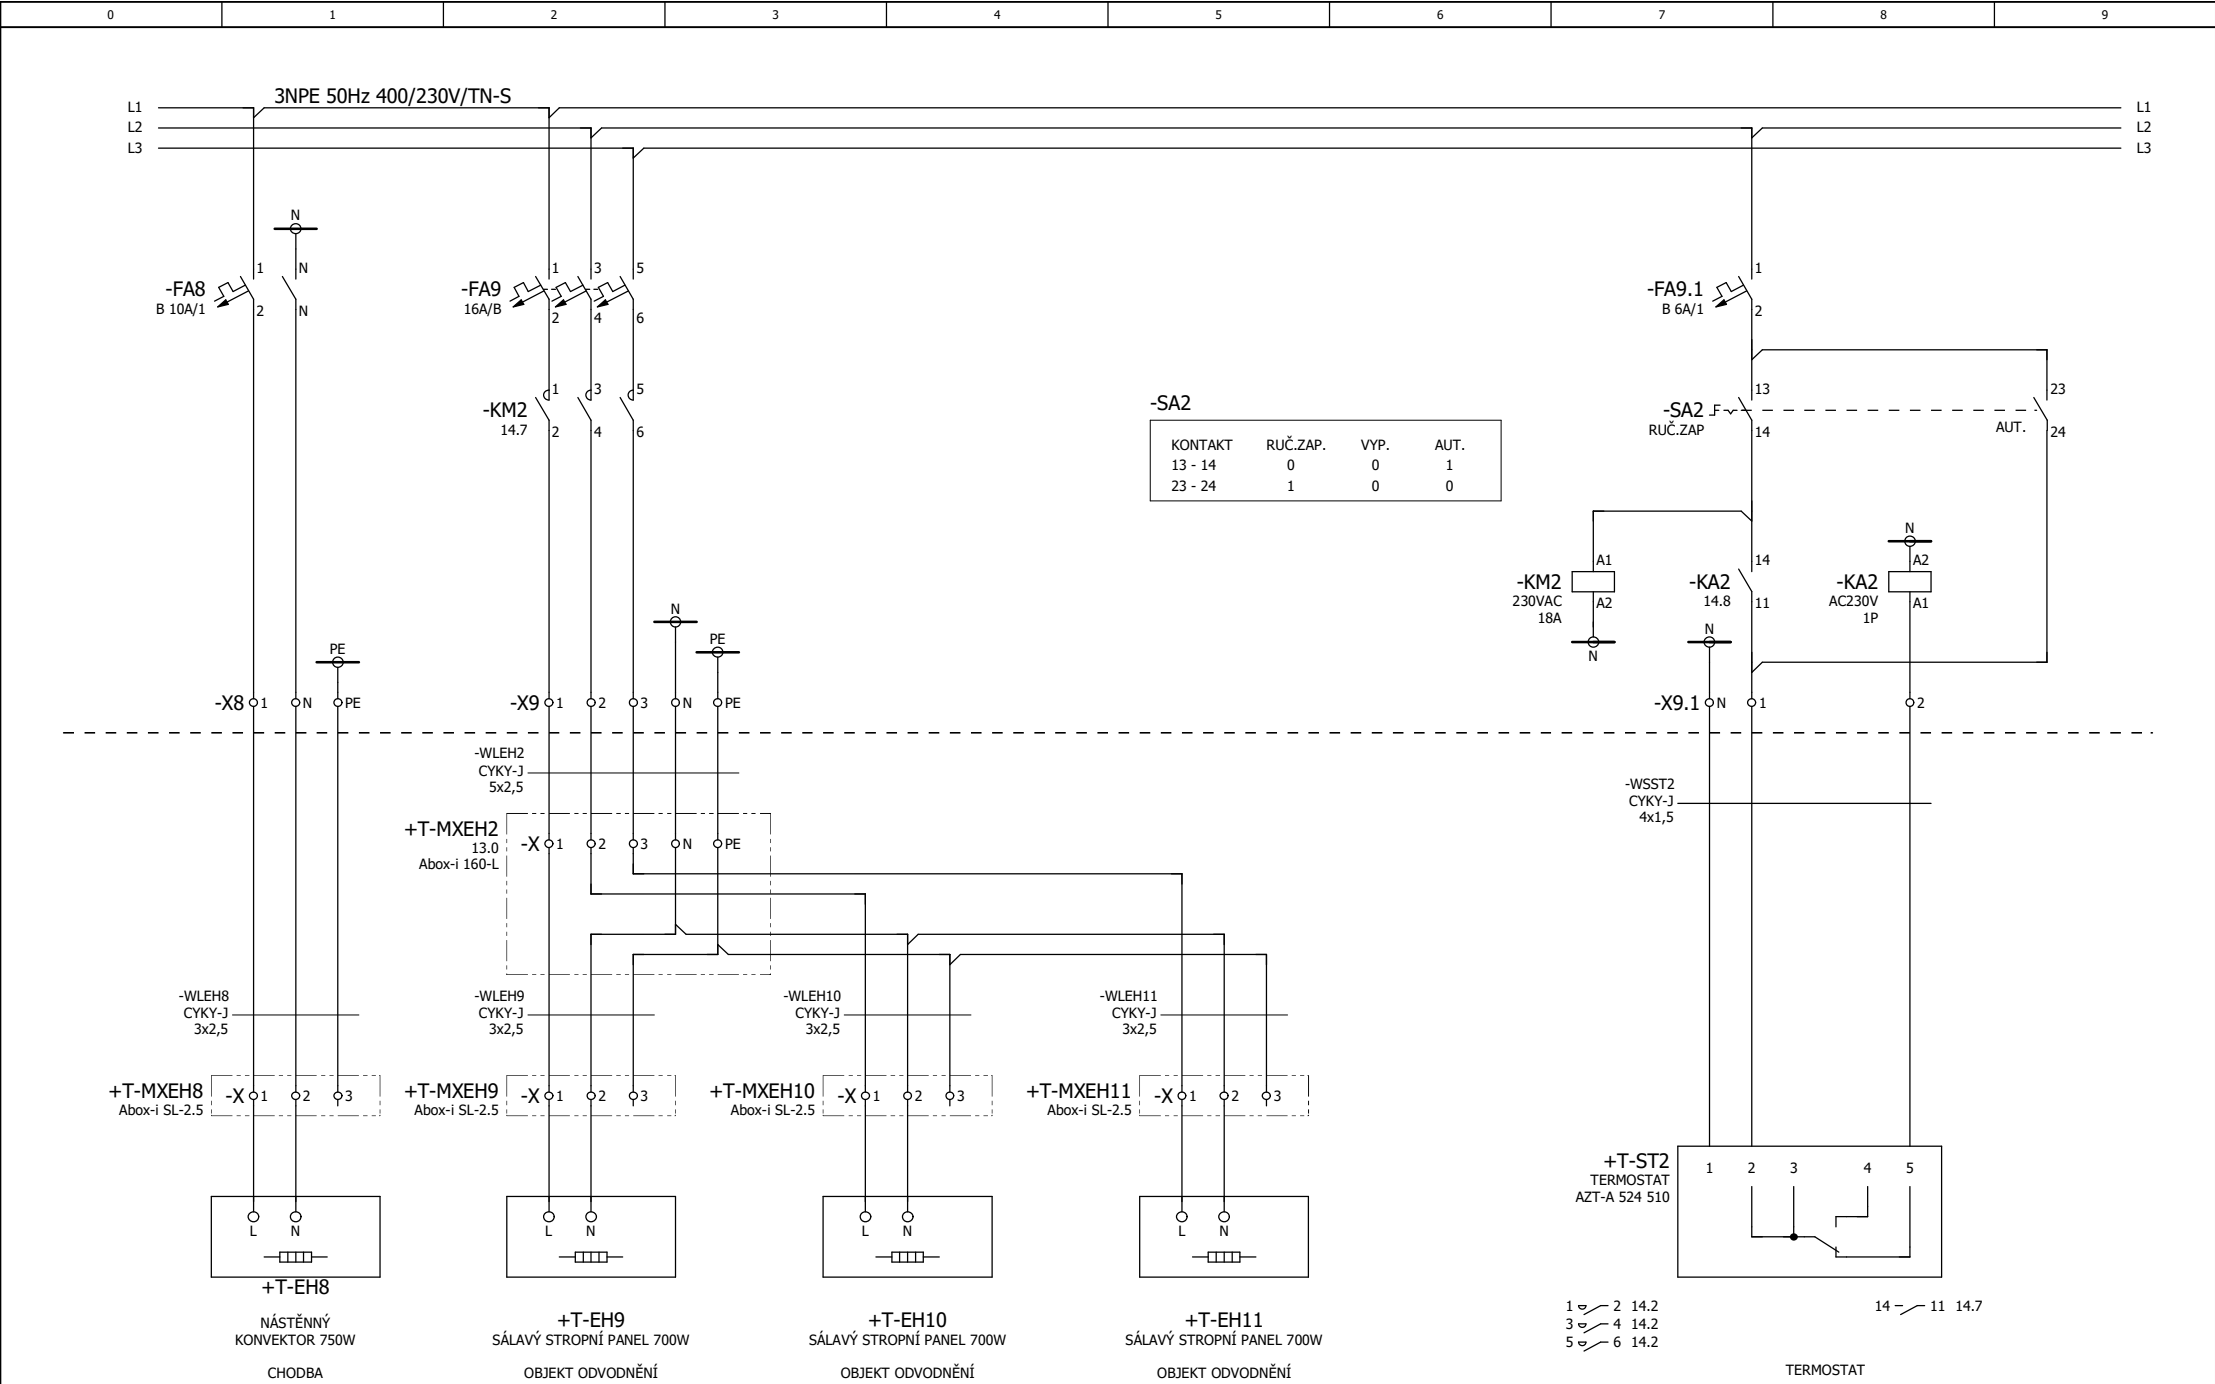 0 1 2 3 4 5 6 7 8 9
3NPE 50Hz 400/230V/TN-S
L1 L1
L2 L2
L3 L3
N
-FA8 1 N
B 10A/1 2 N
-FA9 1 3 5
16A/B 2 4 6
-FA9.1 1
B 6A/1 2
-KM2 1 3 5
14.7 2 4 6
-SA2
KONTAKT RUČ.ZAP. VYP. AUT.
13 - 14 0 0 1
23 - 24 1 0 0
13 23
-SA2
RUČ.ZAP 14 AUT. 24
-KM2 A1
230VAC A2
18A
N
-KA2 14
14.8 11
N
-KA2 A2
AC230V A1
1P
N
PE
N
PE
N
-X8 1 N PE
-X9 1 2 3 N PE
-X9.1 N 1 2
-WLEH2
CYKY-J
5x2,5
-WSST2
CYKY-J
4x1,5
+T-MXEH2
13.0
Abox-i 160-L
-X 1 2 3 N PE
-WLEH8
CYKY-J
3x2,5
-WLEH9
CYKY-J
3x2,5
-WLEH10
CYKY-J
3x2,5
-WLEH11
CYKY-J
3x2,5
+T-MXEH8
Abox-i SL-2.5
-X 1 2 3
+T-MXEH9
Abox-i SL-2.5
-X 1 2 3
+T-MXEH10
Abox-i SL-2.5
-X 1 2 3
+T-MXEH11
Abox-i SL-2.5
-X 1 2 3
+T-ST2
TERMOSTAT
AZT-A 524 510
1 2 3 4 5
L N
L N
L N
L N
+T-EH8
NÁSTĚNNÝ
KONVEKTOR 750W
CHODBA
+T-EH9
SÁLAVÝ STROPNÍ PANEL 700W
OBJEKT ODVODNĚNÍ
+T-EH10
SÁLAVÝ STROPNÍ PANEL 700W
OBJEKT ODVODNĚNÍ
+T-EH11
SÁLAVÝ STROPNÍ PANEL 700W
OBJEKT ODVODNĚNÍ
1 2 14.2
3 4 14.2
5 6 14.2
14 11 14.7
TERMOSTAT